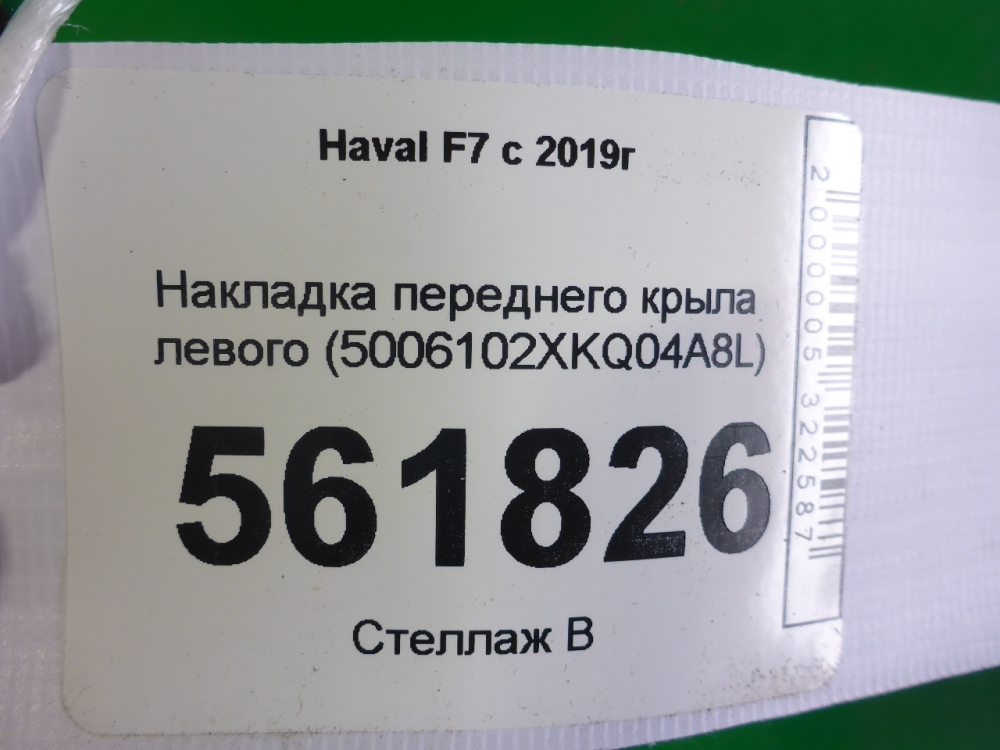 Haval F7 с 2019г
Накладка переднего крыла
левого (5006102XKQ04A8L)
561826
Стеллаж В
2000005322587